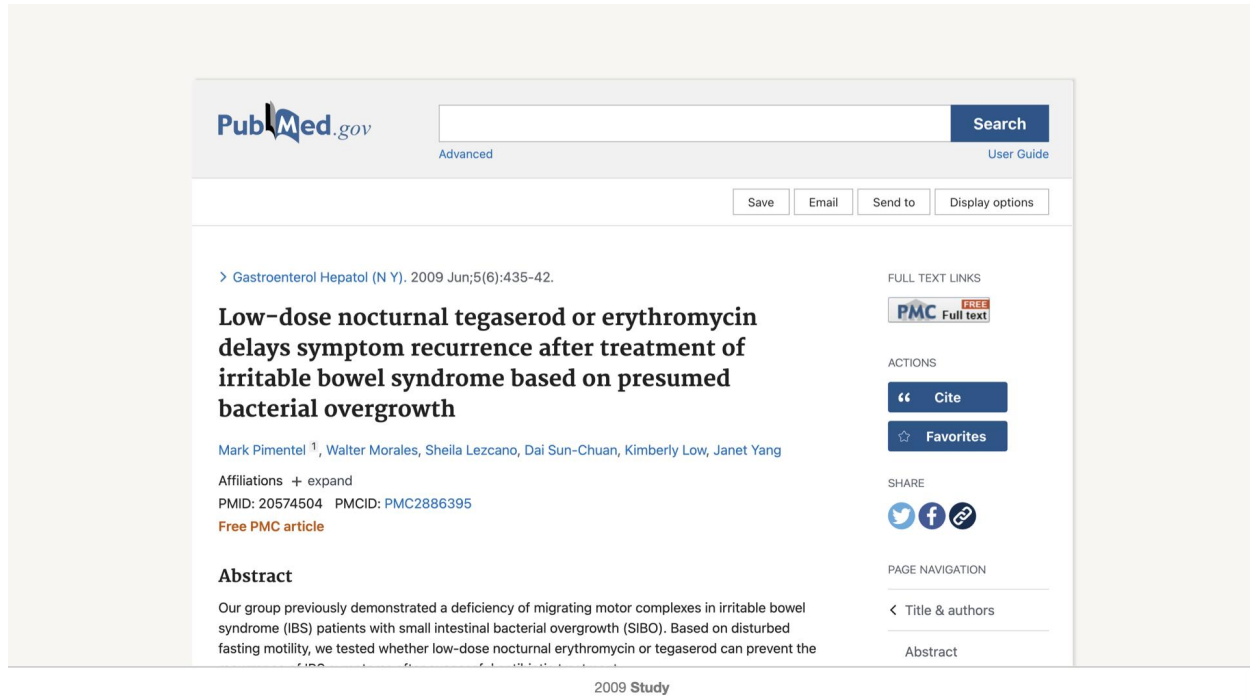 PubMed.gov
Search
Advanced
User Guide
Save
Email
Send to
Display options
Gastroenterol Hepatol (N Y). 2009 Jun;5(6):435-42.
Low-dose nocturnal tegaserod or erythromycin
delays symptom recurrence after treatment of
irritable bowel syndrome based on presumed
bacterial overgrowth
Mark Pimentel 1, Walter Morales, Sheila Lezcano, Dai Sun-Chuan, Kimberly Low, Janet Yang
Affiliations + expand
PMID: 20574504 PMCID: PMC2886395
Free PMC article
Abstract
Our group previously demonstrated a deficiency of migrating motor complexes in irritable bowel
syndrome (IBS) patients with small intestinal bacterial overgrowth (SIBO). Based on disturbed
fasting motility, we tested whether low-dose nocturnal erythromycin or tegaserod can prevent the
FULL TEXT LINKS
PMC FREE
Full text
ACTIONS
Cite
Favorites
SHARE
PAGE NAVIGATION
Title & authors
Abstract
2009 Study